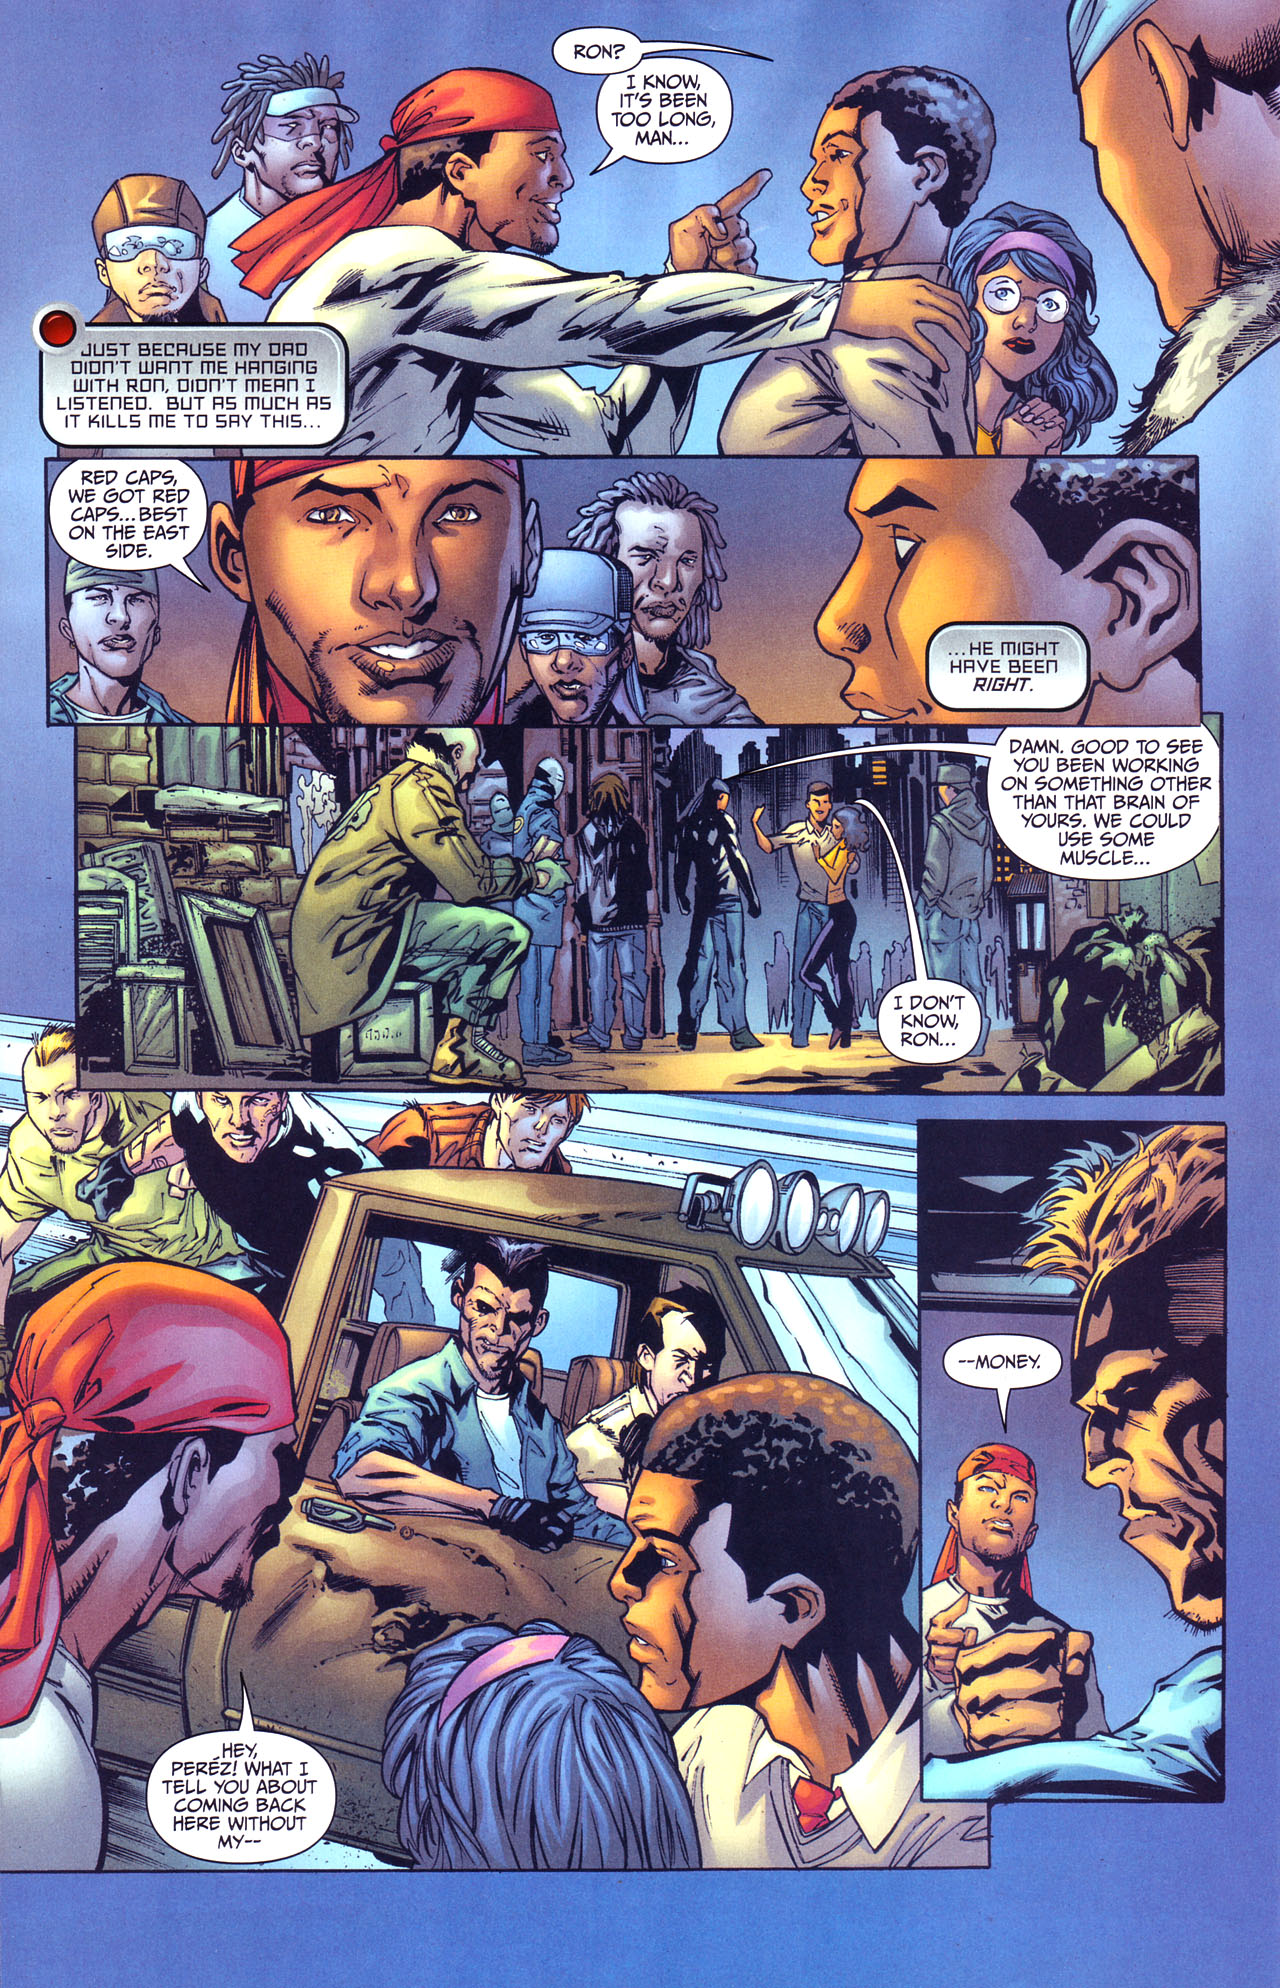 RON?
I KNOW,
IT'S BEEN
TOO LONG,
MAN...
JUST BECAUSE MY DAD
DIDN'T WANT ME HANGING
WITH RON, DIDN'T MEAN I
LISTENED. BUT AS MUCH AS
IT KILLS ME TO SAY THIS...
RED CAPS,
WE GOT RED
CAPS...BEST
ON THE EAST
SIDE.
...HE MIGHT
HAVE BEEN
RIGHT.
DAMN. GOOD TO SEE
YOU BEEN WORKING
ON SOMETHING OTHER
THAN THAT BRAIN OF
YOURS. WE COULD
USE SOME
MUSCLE...
I DON'T
KNOW,
RON...
HEY,
PERÉZ! WHAT I
TELL YOU ABOUT
COMING BACK
HERE WITHOUT
MY--
--MONEY.